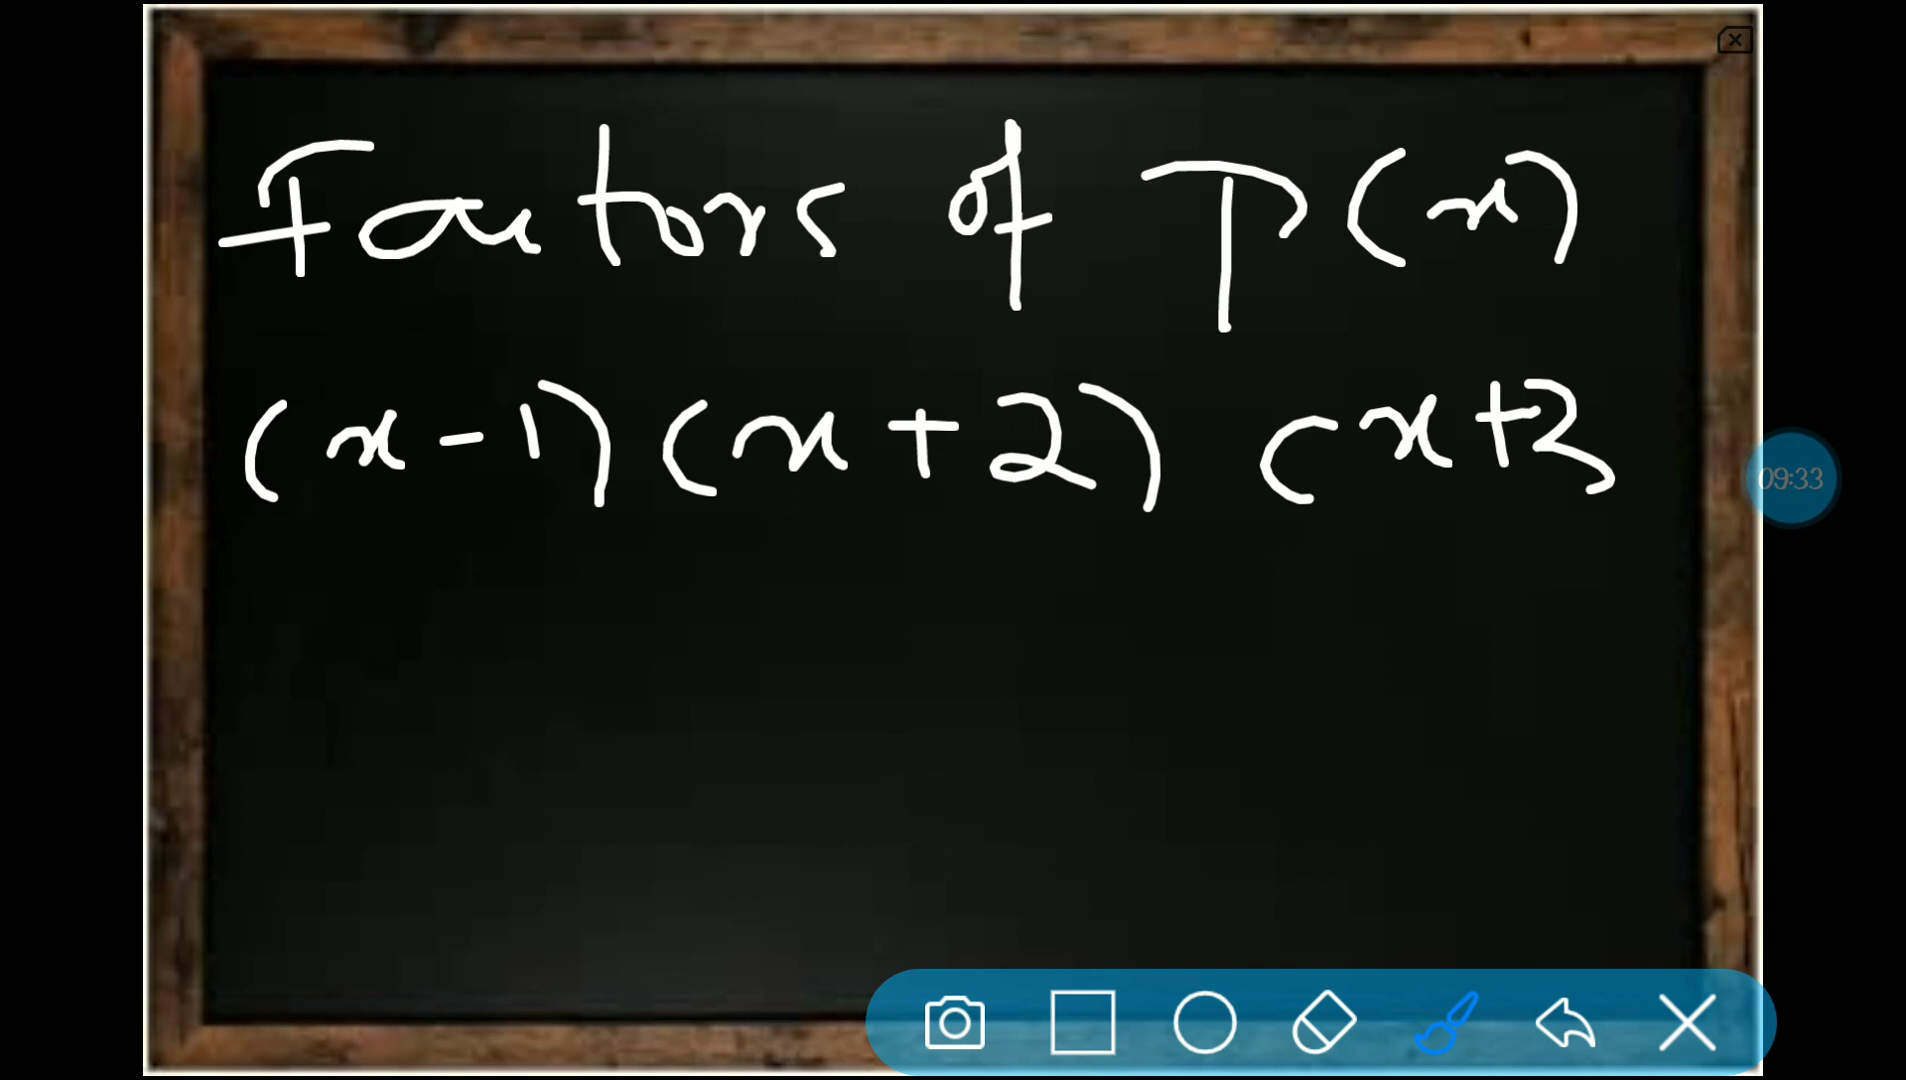 Factors of P(x)
(x-1)(x+2) (x+3
09:33